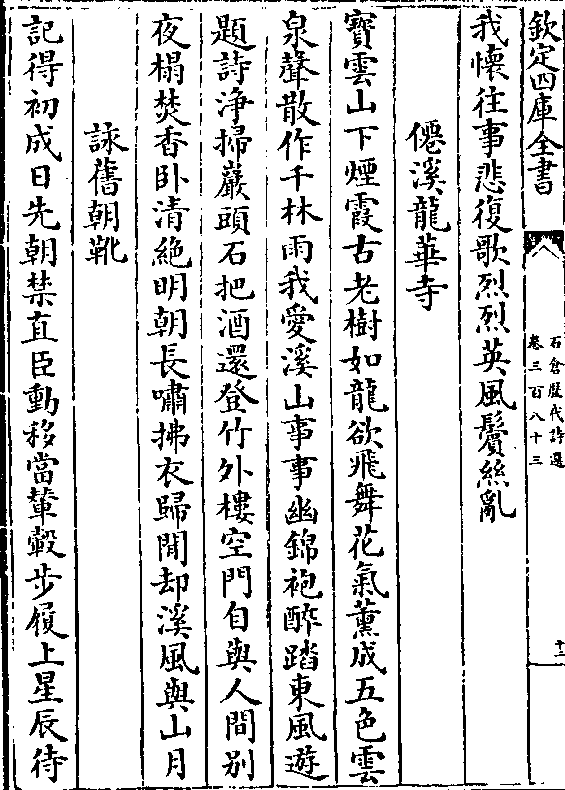 欽定四庫全書
石倉歷代詩選
卷三百八十三
十二
我懷往事悲復歌烈烈英風鬢絲亂
僊溪龍華寺
寶雲山下煙霞古老樹如龍欲飛舞花氣薰成五色雲
泉聲散作千林雨我愛溪山事事幽錦袍醉踏東風遊
題詩浄掃巖頭石把酒還登竹外樓空門自與人間别
夜榻焚香卧清絶明朝長嘯拂衣歸閒却溪風與山月
詠舊朝靴
記得初成日先朝禁直臣動移當輦轂步履上星辰待